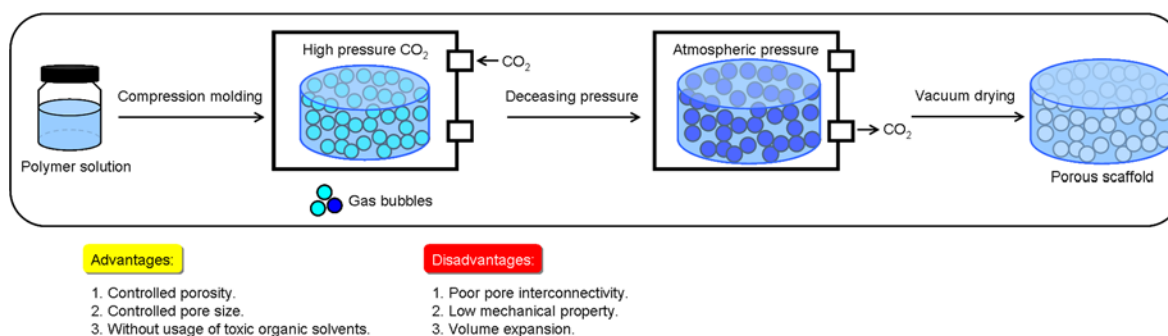 High pressure CO₂
Atmospheric pressure
CO₂
Compression molding
Deceasing pressure
Vacuum drying
CO₂
Polymer solution
Porous scaffold
Gas bubbles
Advantages:
1. Controlled porosity.
2. Controlled pore size.
3. Without usage of toxic organic solvents.
Disadvantages:
1. Poor pore interconnectivity.
2. Low mechanical property.
3. Volume expansion.